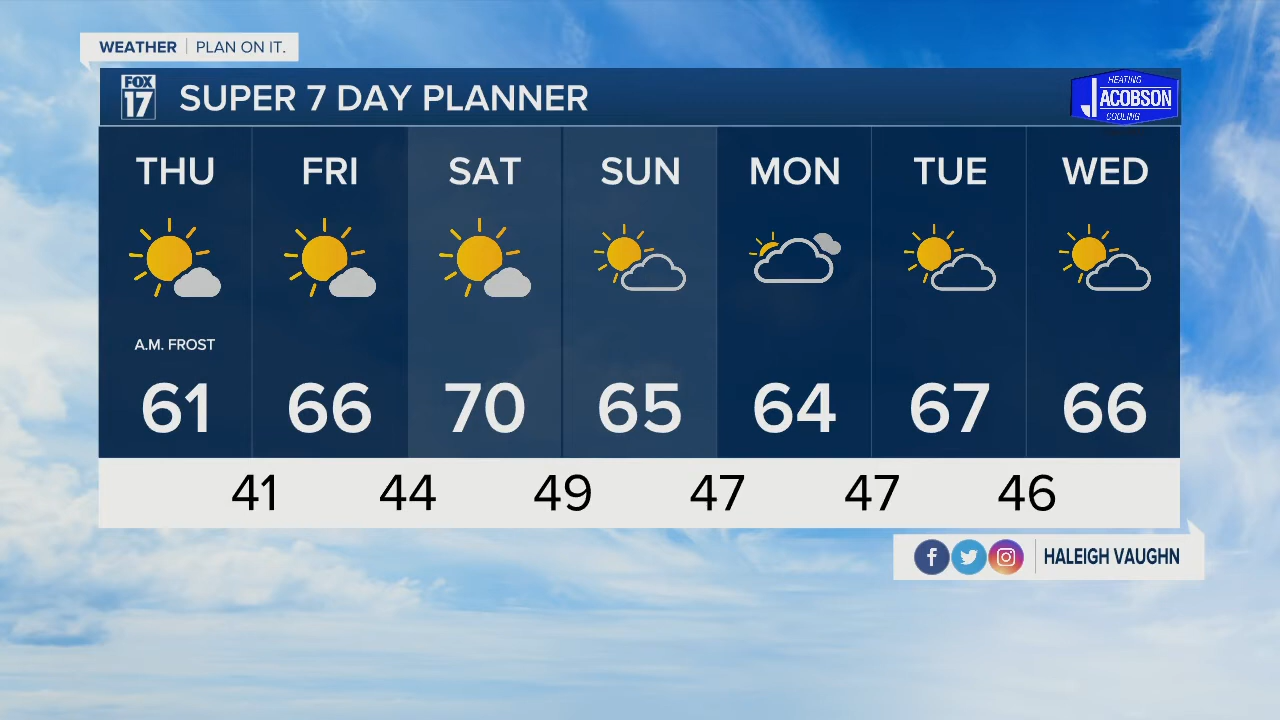 WEATHER | PLAN ON IT.
FOX
17
SUPER 7 DAY PLANNER
HEATING
JACOBSON
COOLING
THU FRI SAT SUN MON TUE WED
A.M. FROST
61 66 70 65 64 67 66
41 44 49 47 47 46
HALEIGH VAUGHN